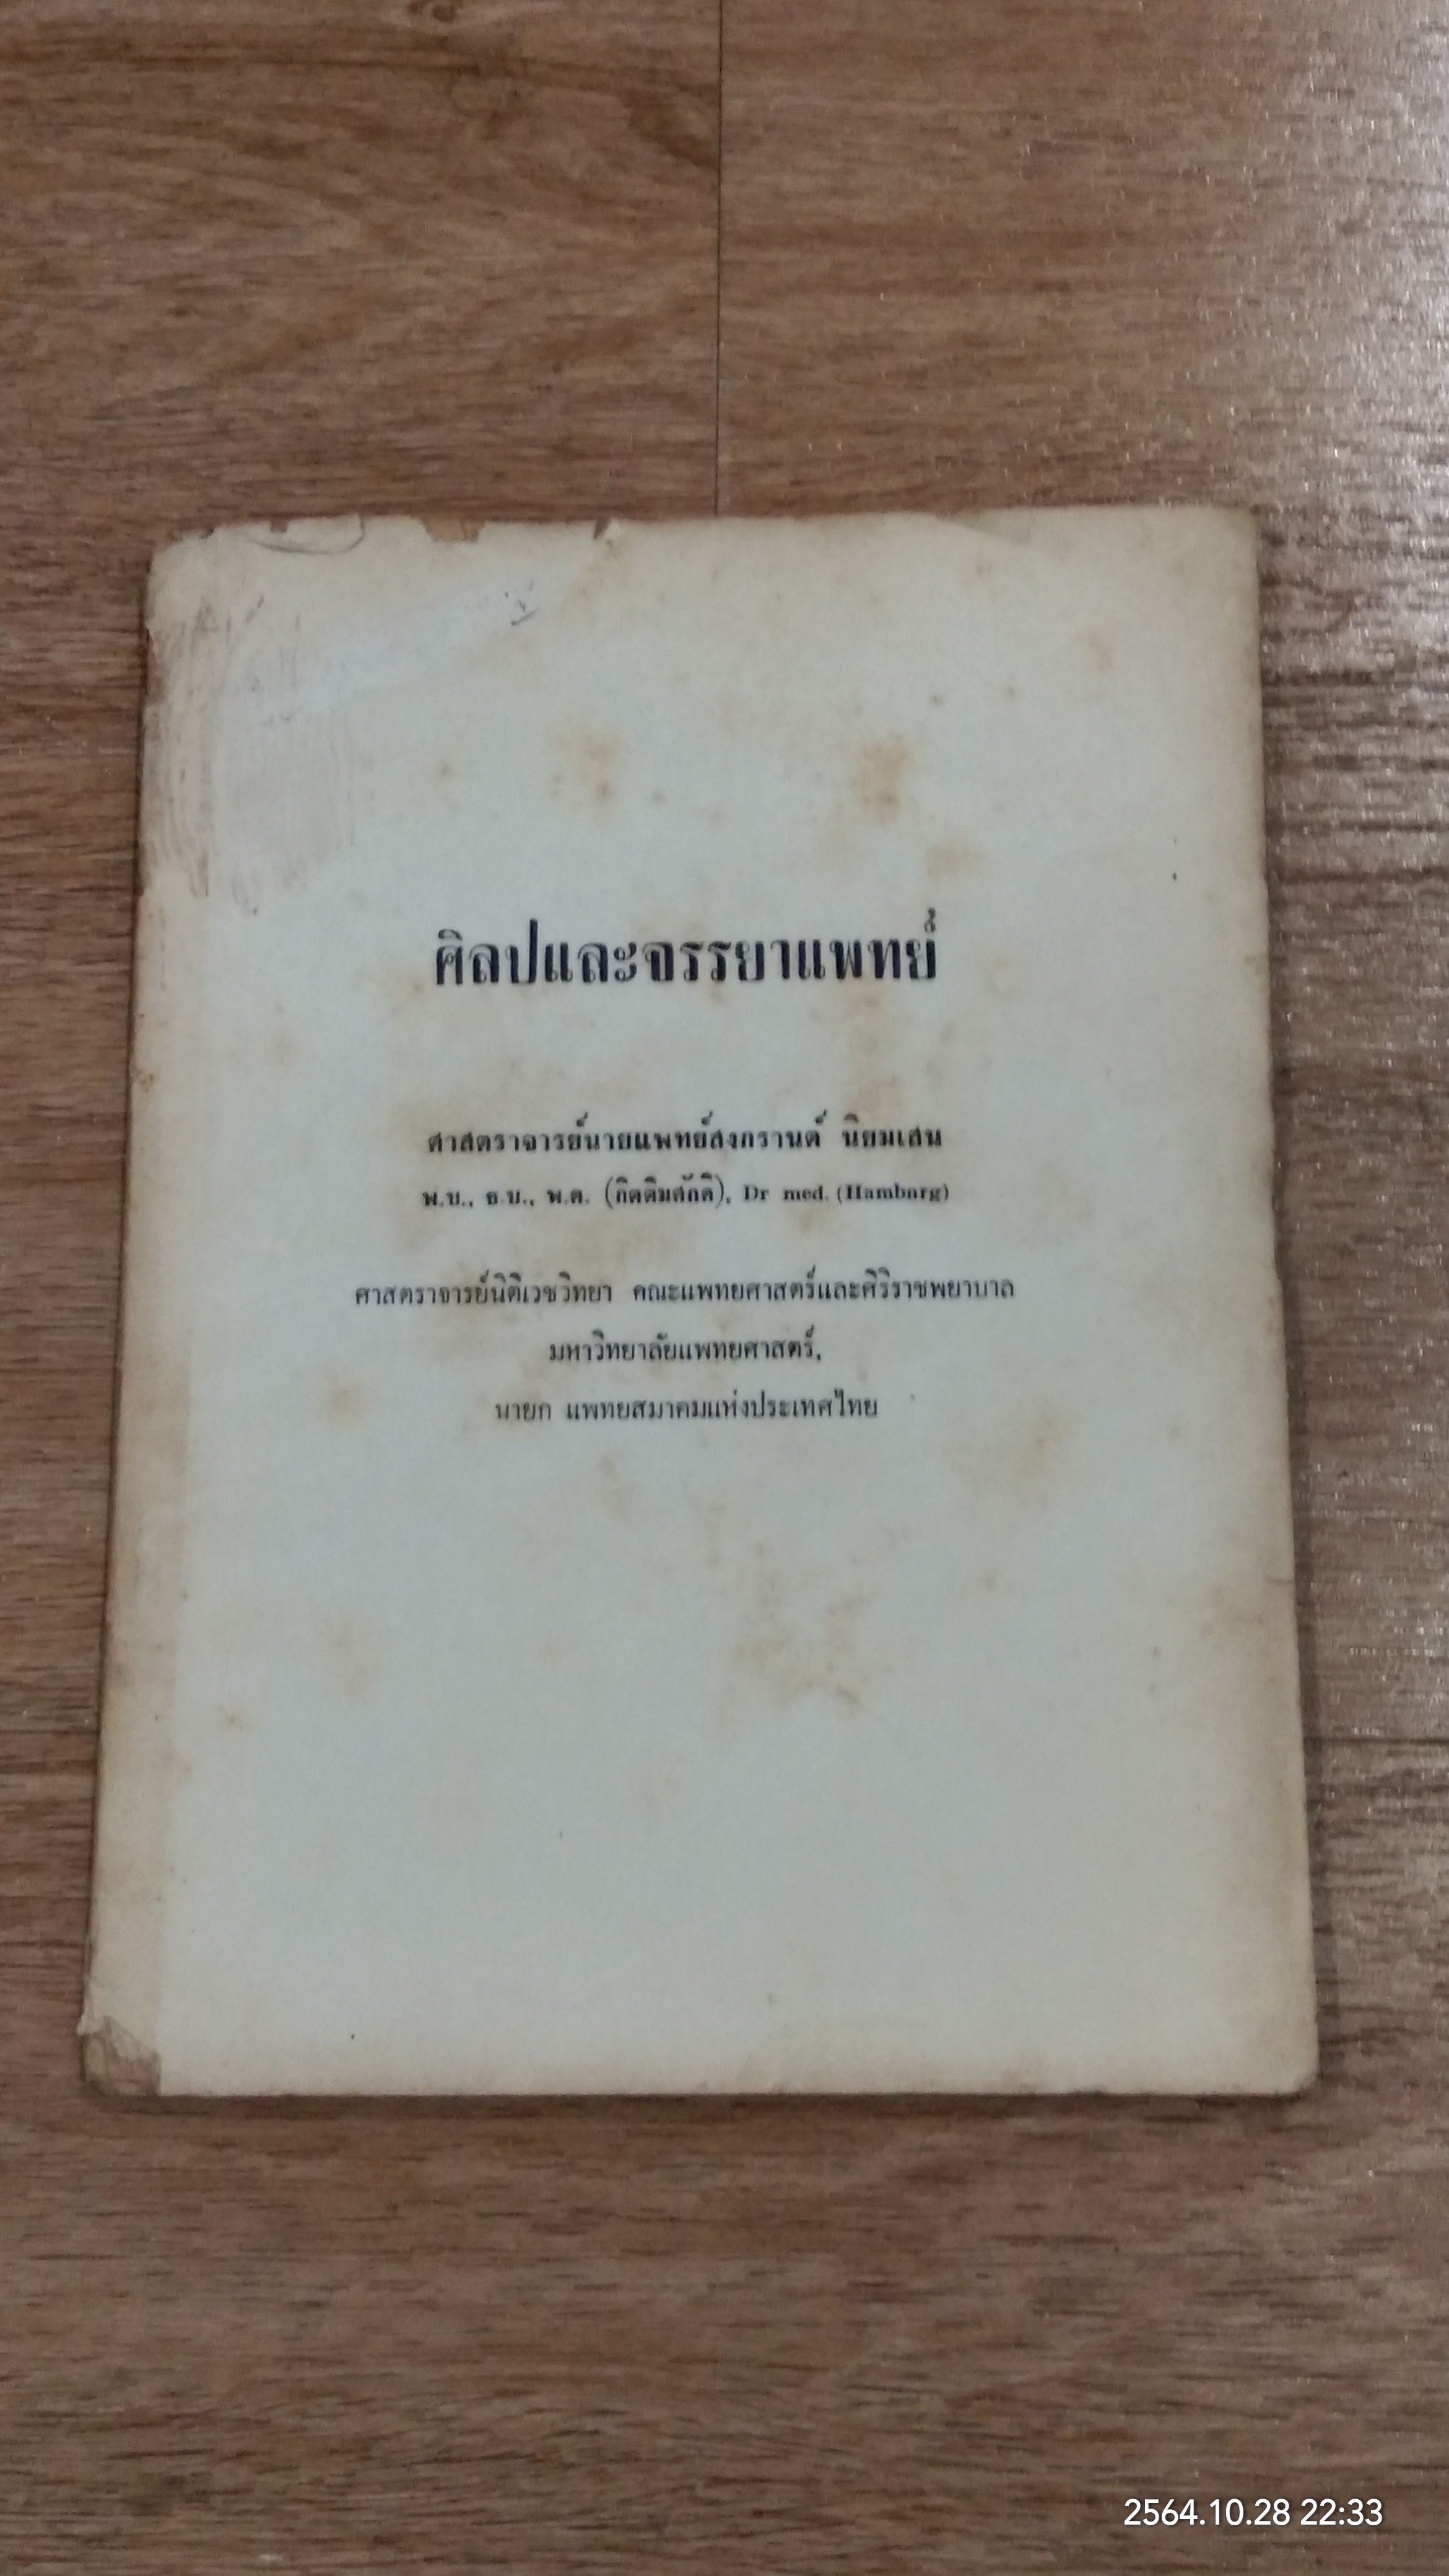 ศิลปและจรรยาแพทย์
ศาสตราจารย์นายแพทย์สงกรานต์ นิยมเสน
พ.บ., ธ.บ., พ.ด. (กิตติมศักดิ์), Dr med. (Hamburg)
ศาสตราจารย์นิติเวชวิทยา คณะแพทยศาสตร์และศิริราชพยาบาล
มหาวิทยาลัยแพทยศาสตร์,
นายก แพทยสมาคมแห่งประเทศไทย
2564.10.28 22:33